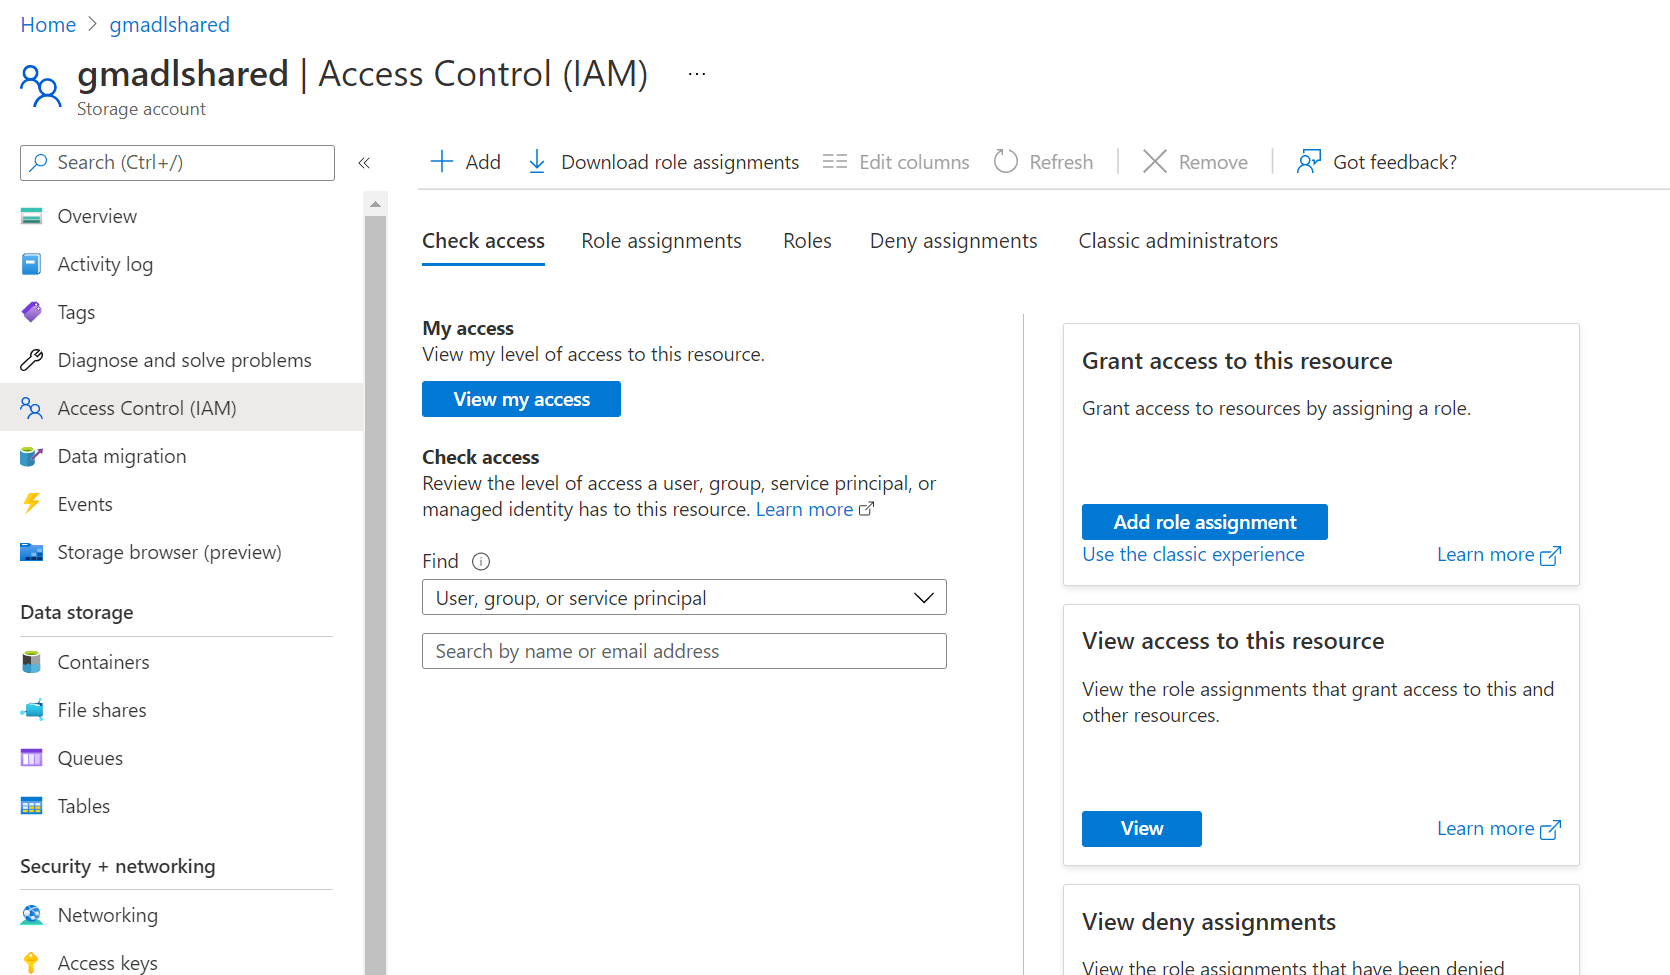 Home > gmadlshared
gmadlshared | Access Control (IAM) ...
Storage account
Search (Ctrl+/)
«
Overview
Activity log
Tags
Diagnose and solve problems
Access Control (IAM)
Data migration
Events
Storage browser (preview)
Data storage
Containers
File shares
Queues
Tables
Security + networking
Networking
Access keys
Add Download role assignments Edit columns Refresh Remove Got feedback?
Check access Role assignments Roles Deny assignments Classic administrators
My access
View my level of access to this resource.
View my access
Check access
Review the level of access a user, group, service principal, or
managed identity has to this resource. Learn more
Find
User, group, or service principal
Search by name or email address
Grant access to this resource
Grant access to resources by assigning a role.
Add role assignment
Use the classic experience Learn more
View access to this resource
View the role assignments that grant access to this and
other resources.
View Learn more
View deny assignments
View the role assignments that have been denied